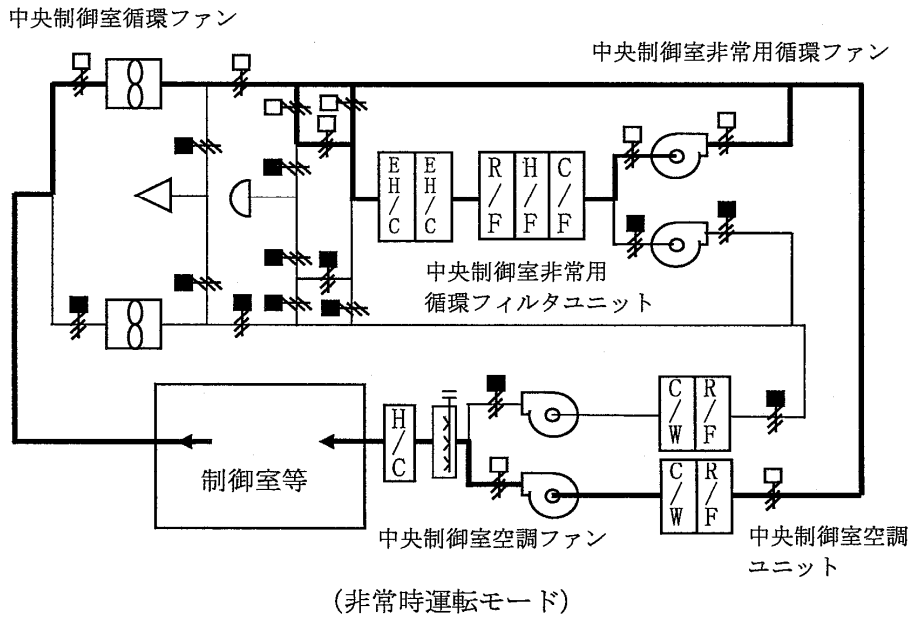 中央制御室循環ファン
中央制御室非常用循環ファン
EH/C
EH/C
R/F
H/F
C/F
中央制御室非常用
循環フィルタユニット
C/W
R/F
H/C
制御室等
C/W
R/F
中央制御室空調ファン
中央制御室空調
ユニット
(非常時運転モード)